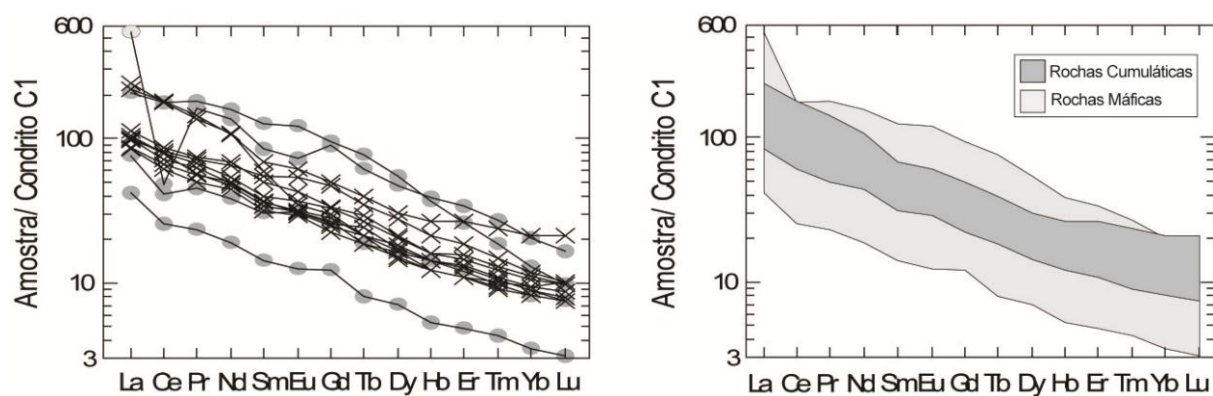 600
100
10
3
Amostra/ Condrito C1
La Ce Pr Nd Sm Eu Gd Tb Dy Ho Er Tm Yb Lu
600
100
10
3
Amostra/ Condrito C1
Rochas Cumuláticas
Rochas Máficas
La Ce Pr Nd Sm Eu Gd Tb Dy Ho Er Tm Yb Lu